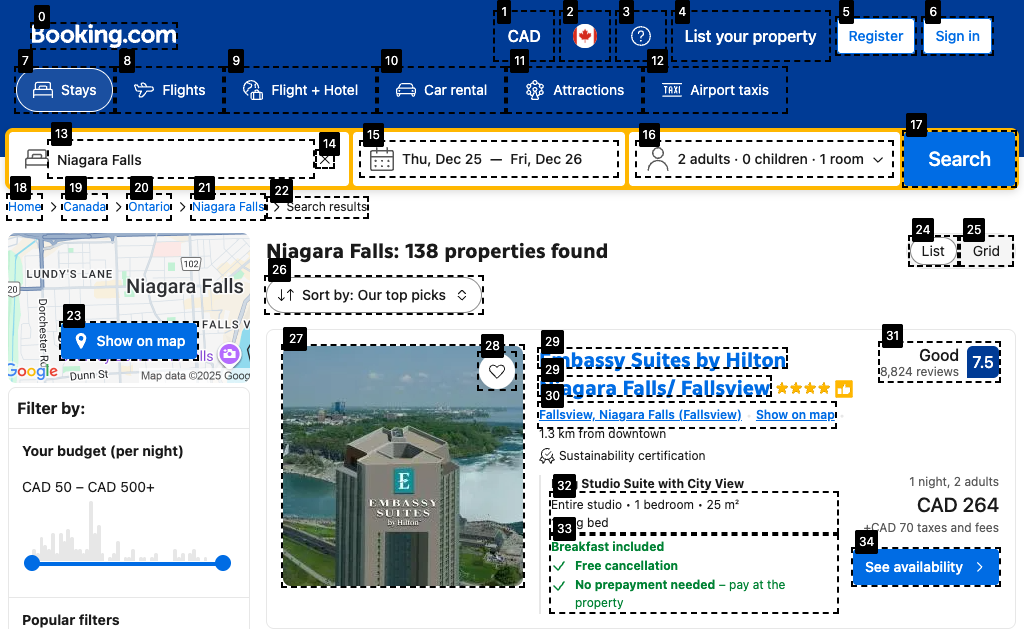 0
Booking.com
1
CAD
2
3
4
List your property
5
Register
6
Sign in
7
Stays
8
Flights
9
Flight + Hotel
10
Car rental
11
Attractions
12
TAXI
Airport taxis
13
Niagara Falls
14
15
Thu, Dec 25 — Fri, Dec 26
16
2 adults · 0 children · 1 room
17
Search
18
Home
19
Canada
20
Ontario
21
Niagara Falls
22
Search results
LUNDY'S LANE
102
20
Niagara Falls
Dorchester Ro
FALLS V
23
Show on map
lls
Google
Dunn St
Map data ©2025 Goog
Niagara Falls: 138 properties found
24
List
25
Grid
26
Sort by: Our top picks
Filter by:
Your budget (per night)
CAD 50 – CAD 500+
Popular filters
27
28
E
EMBASSY
SUITES
by Hilton
29
Embassy Suites by Hilton
29
Niagara Falls/ Fallsview
30
Fallsview, Niagara Falls (Fallsview)
Show on map
1.3 km from downtown
Sustainability certification
31
Good
8,824 reviews
7.5
32
Studio Suite with City View
Entire studio • 1 bedroom • 25 m²
bed
33
Breakfast included
Free cancellation
No prepayment needed – pay at the
property
1 night, 2 adults
CAD 264
+CAD 70 taxes and fees
34
See availability